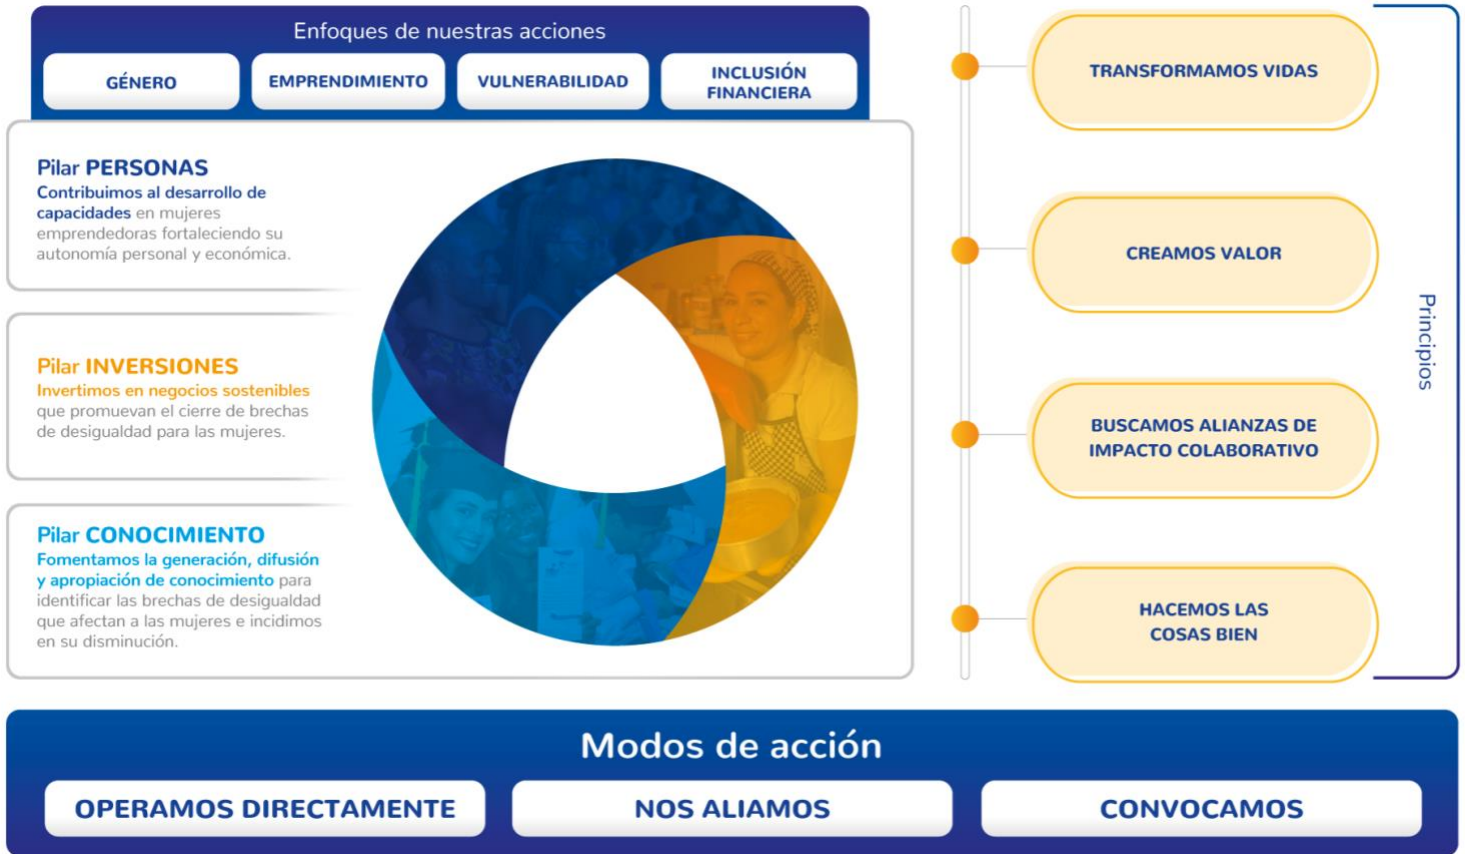 Enfoques de nuestras acciones
GÉNERO
EMPRENDIMIENTO
VULNERABILIDAD
INCLUSIÓN
FINANCIERA
Pilar PERSONAS
Contribuimos al desarrollo de
capacidades en mujeres
emprendedoras fortaleciendo su
autonomía personal y económica.
Pilar INVERSIONES
Invertimos en negocios sostenibles
que promuevan el cierre de brechas
de desigualdad para las mujeres.
Pilar CONOCIMIENTO
Fomentamos la generación, difusión
y apropiación de conocimiento para
identificar las brechas de desigualdad
que afectan a las mujeres e incidimos
en su disminución.
TRANSFORMAMOS VIDAS
CREAMOS VALOR
BUSCAMOS ALIANZAS DE
IMPACTO COLABORATIVO
HACEMOS LAS
COSAS BIEN
Principios
Modos de acción
OPERAMOS DIRECTAMENTE
NOS ALIAMOS
CONVOCAMOS